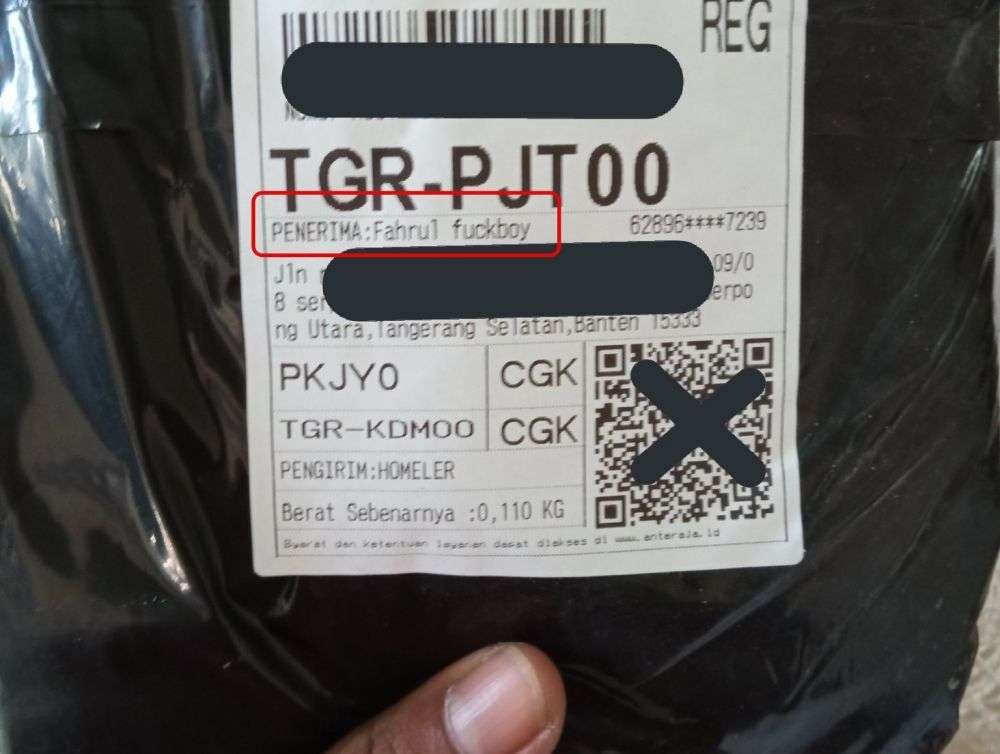 REG
TGR-PJT00
PENERIMA:Fahrul fuckboy 62896****7239
Jln 09/0
8 ser erpo
ng Utara,Tangerang Selatan,Banten 15333
PKJY0 CGK
TGR-KDM00 CGK
PENGIRIM:HOMELER
Berat Sebenarnya :0,110 KG
Syarat dan ketentuan layanan dapat diakses di www.anteraja.id